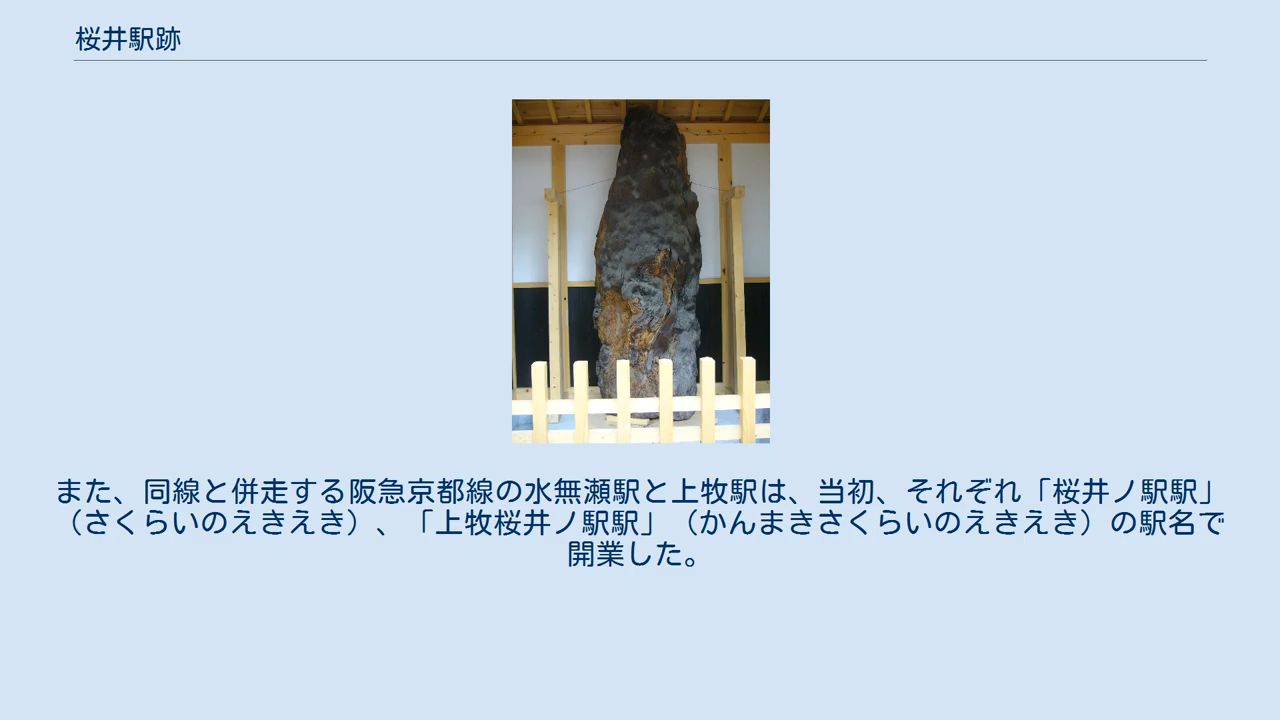 桜井駅跡
また、同線と併走する阪急京都線の水無瀬駅と上牧駅は、当初、それぞれ「桜井ノ駅駅」
（さくらいのえきえき）、「上牧桜井ノ駅駅」（かんまきさくらいのえきえき）の駅名で
開業した。